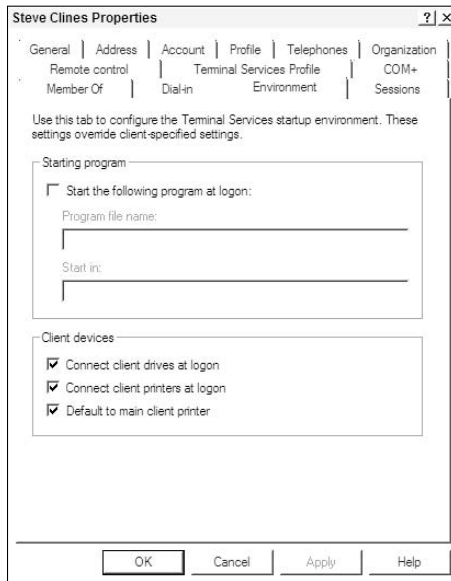 Steve Clines Properties ? ×
General Address Account Profile Telephones Organization
Remote control Terminal Services Profile COM+
Member Of Dial-in Environment Sessions
Use this tab to configure the Terminal Services startup environment. These
settings override client-specified settings.
Starting program
Start the following program at logon:
Program file name:
Start in:
Client devices
Connect client drives at logon
Connect client printers at logon
Default to main client printer
OK Cancel Apply Help